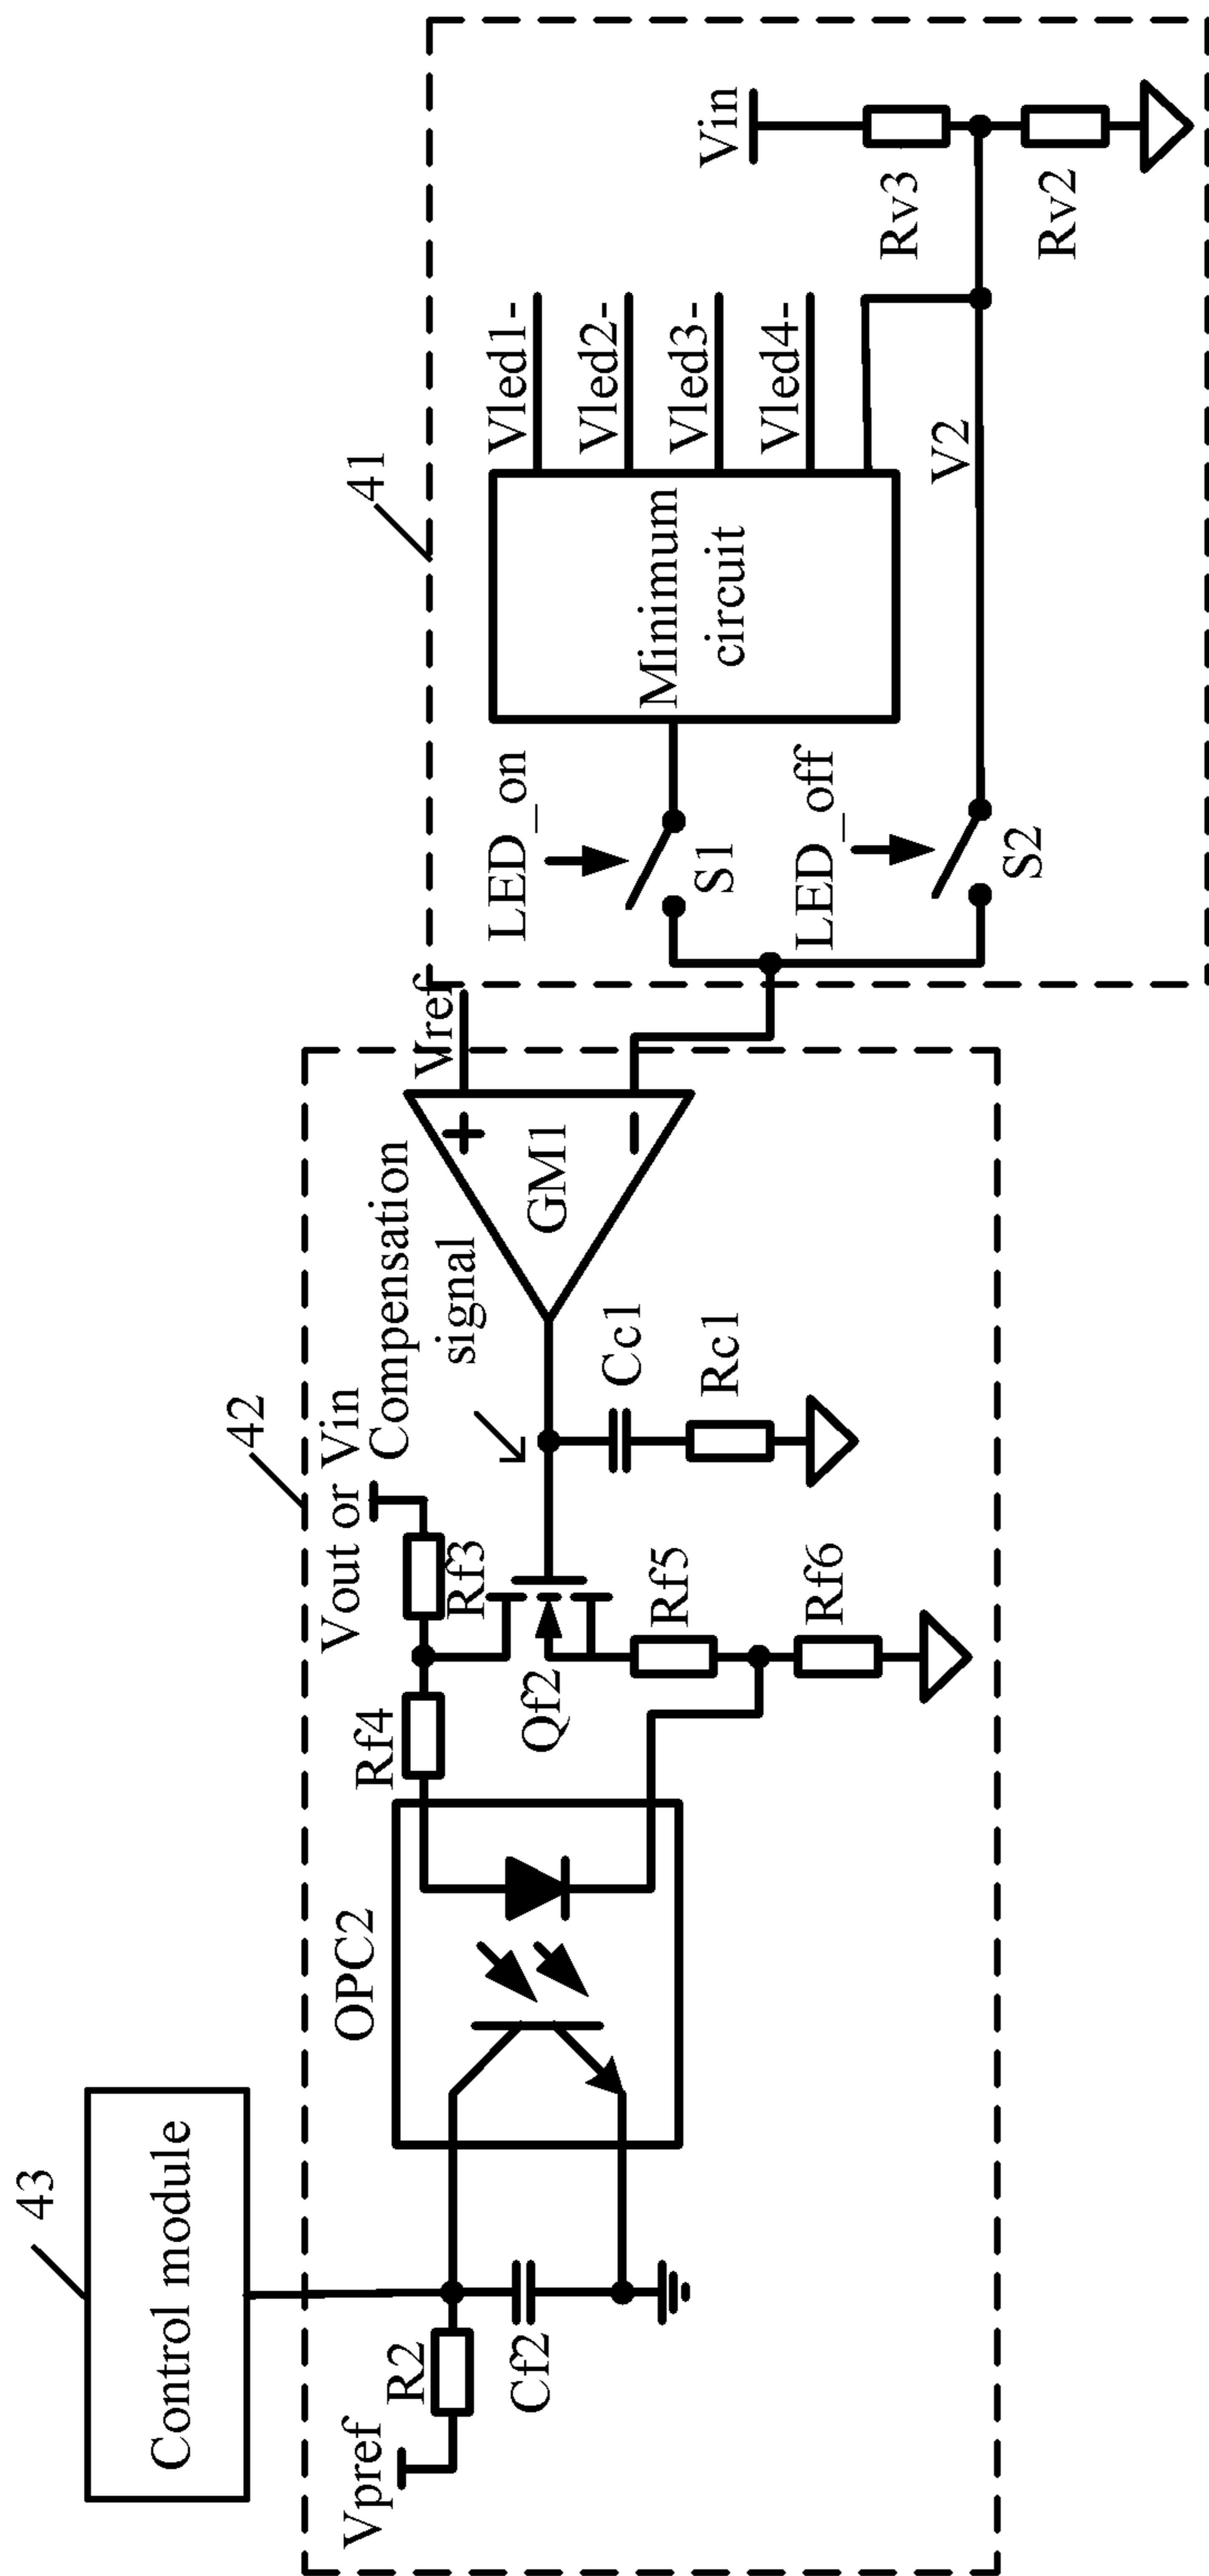 43
Control module
Vpref
R2
Cf2
OPC2
42
Vout or Vin
Rf4
Rf3
Qf2
Rf5
Rf6
Compensation
signal
Cc1
Rc1
Vref
+
GM1
−
41
LED_on
S1
LED_off
S2
Minimum
circuit
Vled1-
Vled2-
Vled3-
Vled4-
V2
Vin
Rv3
Rv2